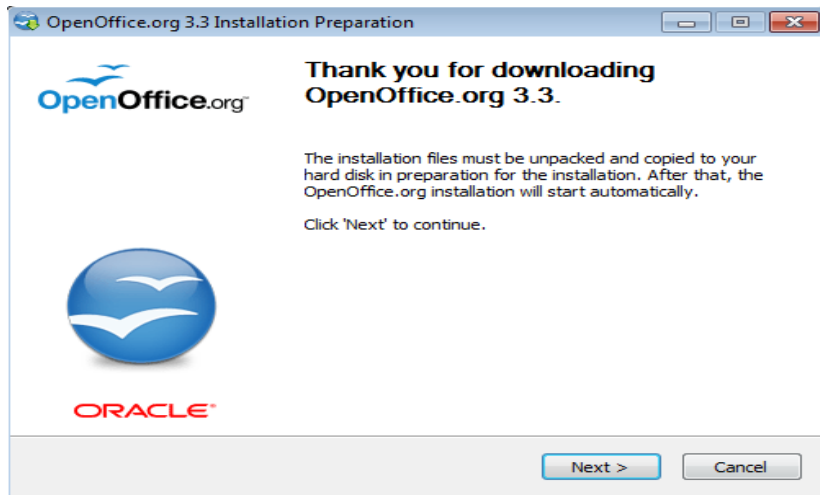 OpenOffice.org 3.3 Installation Preparation
OpenOffice.org
Thank you for downloading
OpenOffice.org 3.3.
The installation files must be unpacked and copied to your
hard disk in preparation for the installation. After that, the
OpenOffice.org installation will start automatically.
Click 'Next' to continue.
ORACLE
Next >
Cancel